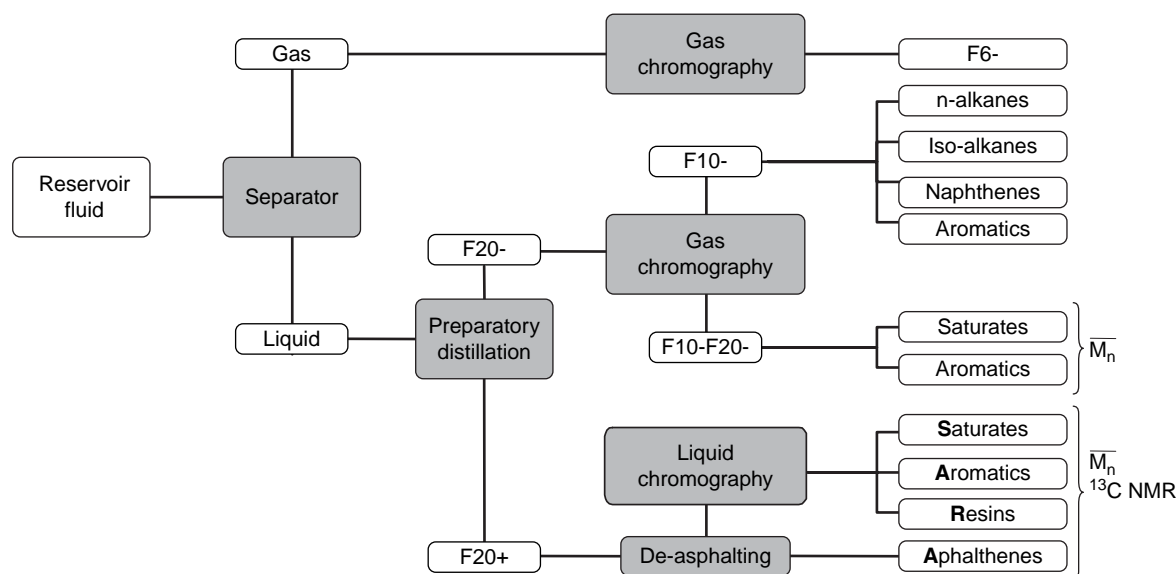 Gas
Gas
chromography
F6-
n-alkanes
Iso-alkanes
Naphthenes
Aromatics
F10-
Reservoir
fluid
Separator
F20-
Gas
chromography
Liquid
Preparatory
distillation
F10-F20-
Saturates
Aromatics
Mn
Liquid
chromography
Saturates
Aromatics
Resins
Mn
13C NMR
F20+
De-asphalting
Aphalthenes